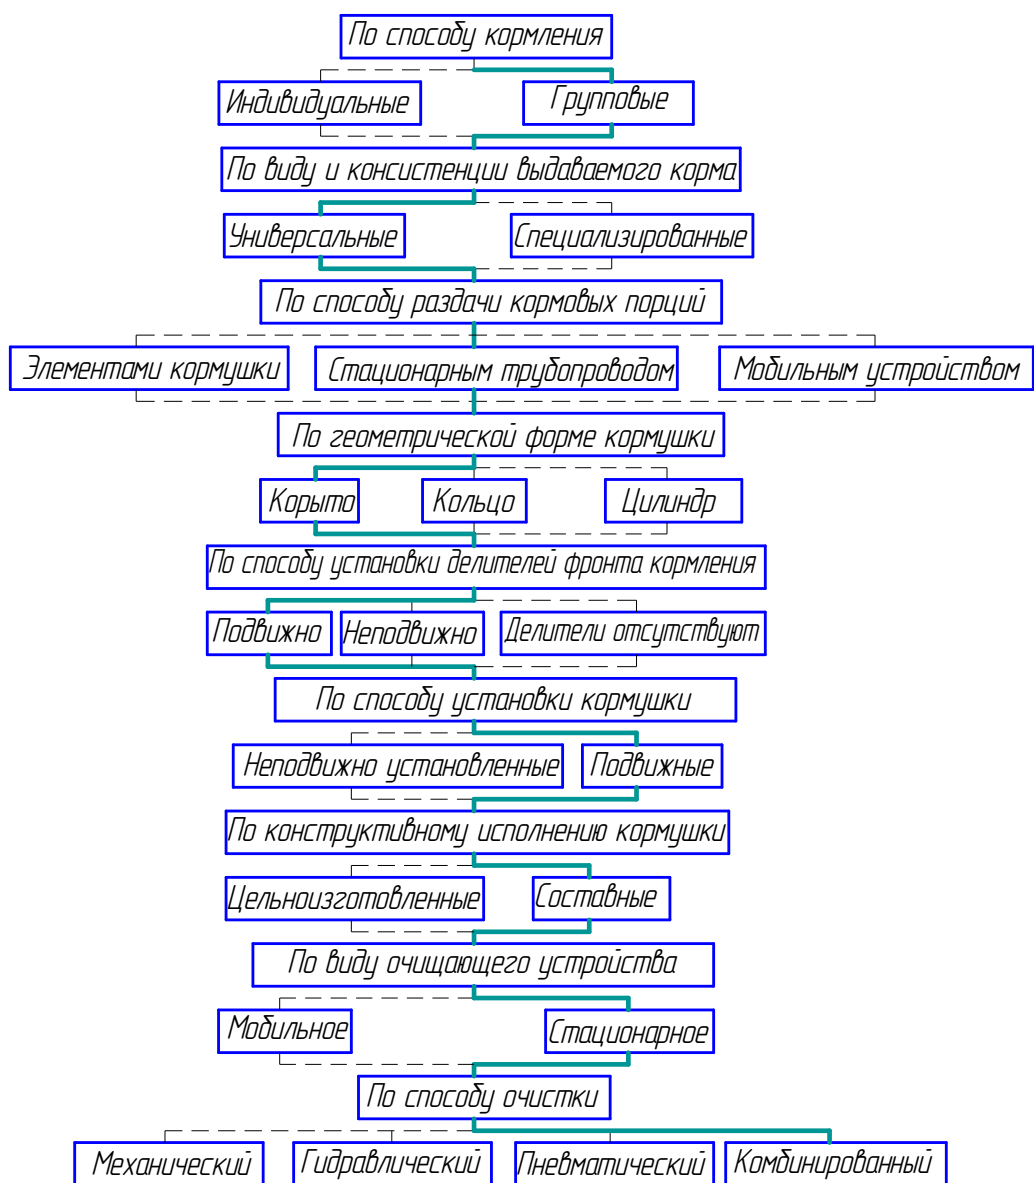 По способу кормления
Индивидуальные
Групповые
По виду и консистенции выдаваемого корма
Универсальные
Специализированные
По способу раздачи кормовых порций
Элементами кормушки
Стационарным трубопроводом
Мобильным устройством
По геометрической форме кормушки
Корыто
Кольцо
Цилиндр
По способу установки делителей фронта кормления
Подвижно
Неподвижно
Делители отсутствуют
По способу установки кормушки
Неподвижно установленные
Подвижные
По конструктивному исполнению кормушки
Цельноизготовленные
Составные
По виду очищающего устройства
Мобильное
Стационарное
По способу очистки
Механический
Гидравлический
Пневматический
Комбинированный